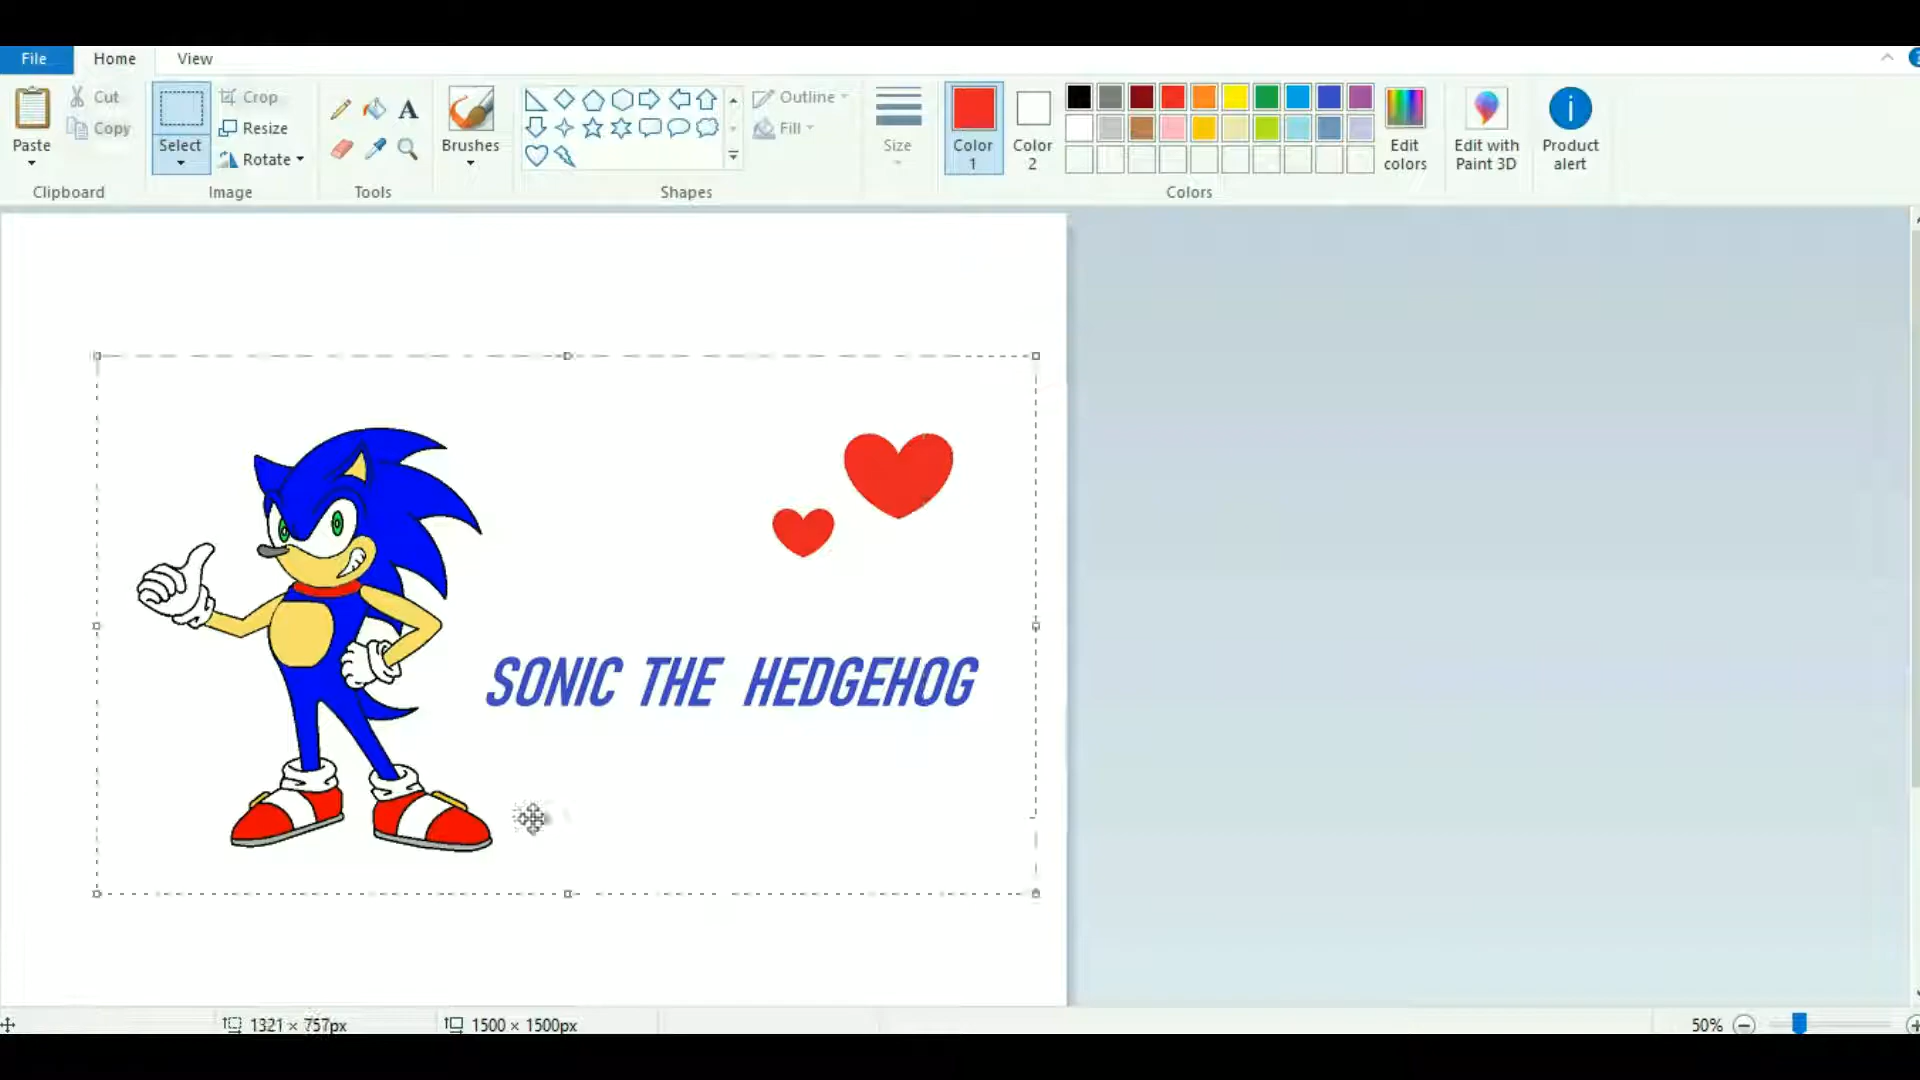 File Home View
Paste
Cut
Copy
Clipboard
Select
Crop
Resize
Rotate
Image
Tools
Brushes
Shapes
Outline
Fill
Size
Color 1
Color 2
Colors
Edit colors
Edit with Paint 3D
Product alert
SONIC THE HEDGEHOG
1321 × 757px 1500 × 1500px 50%